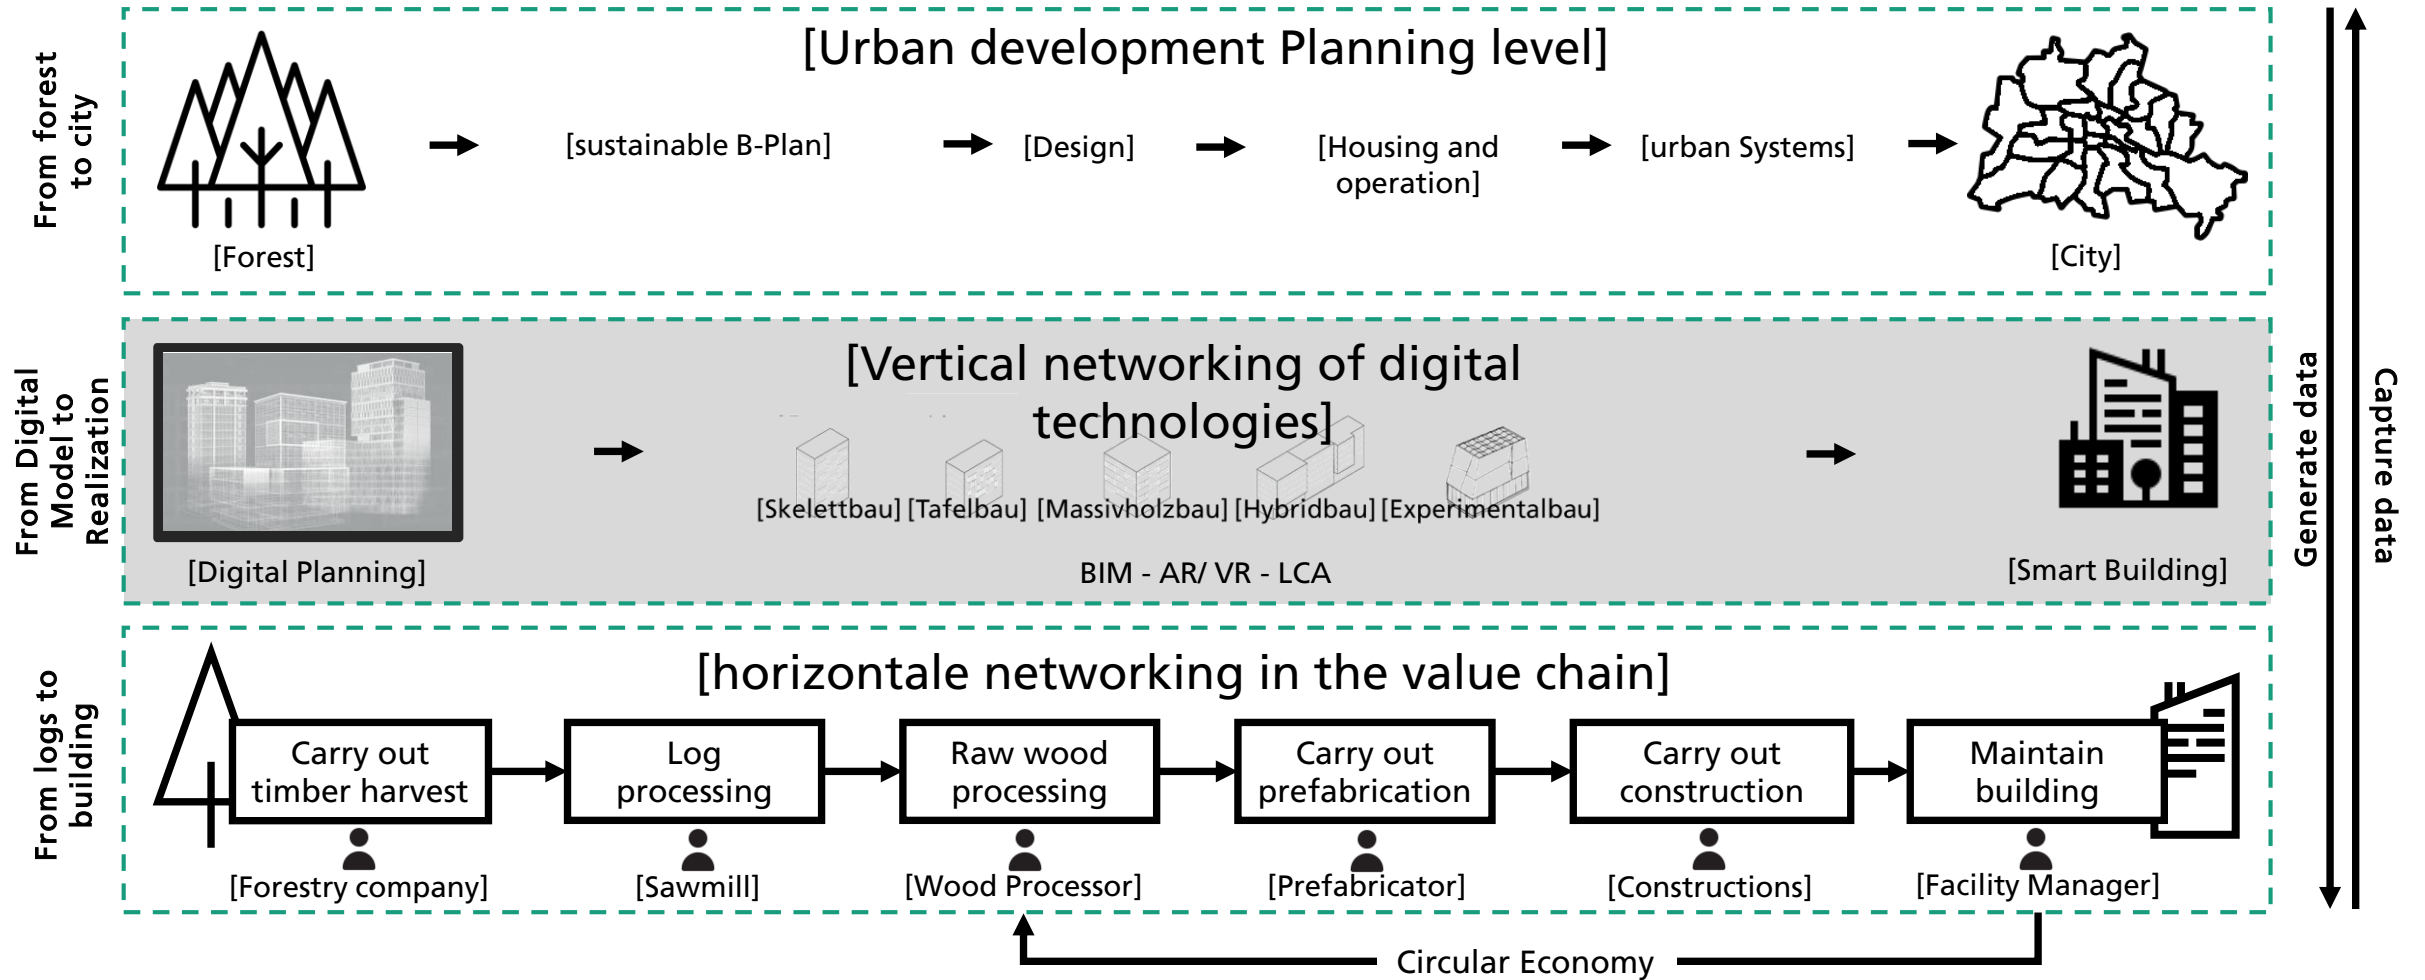 From forest
to city
[Urban development Planning level]
[Forest]
[sustainable B-Plan]
[Design]
[Housing and
operation]
[urban Systems]
[City]
From Digital
Model to
Realization
[Vertical networking of digital
technologies]
[Digital Planning]
[Skelettbau] [Tafelbau] [Massivholzbau] [Hybridbau] [Experimentalbau]
BIM - AR/ VR - LCA
[Smart Building]
From logs to
building
[horizontale networking in the value chain]
Carry out
timber harvest
Log
processing
Raw wood
processing
Carry out
prefabrication
Carry out
construction
Maintain
building
[Forestry company]
[Sawmill]
[Wood Processor]
[Prefabricator]
[Constructions]
[Facility Manager]
Circular Economy
Generate data
Capture data